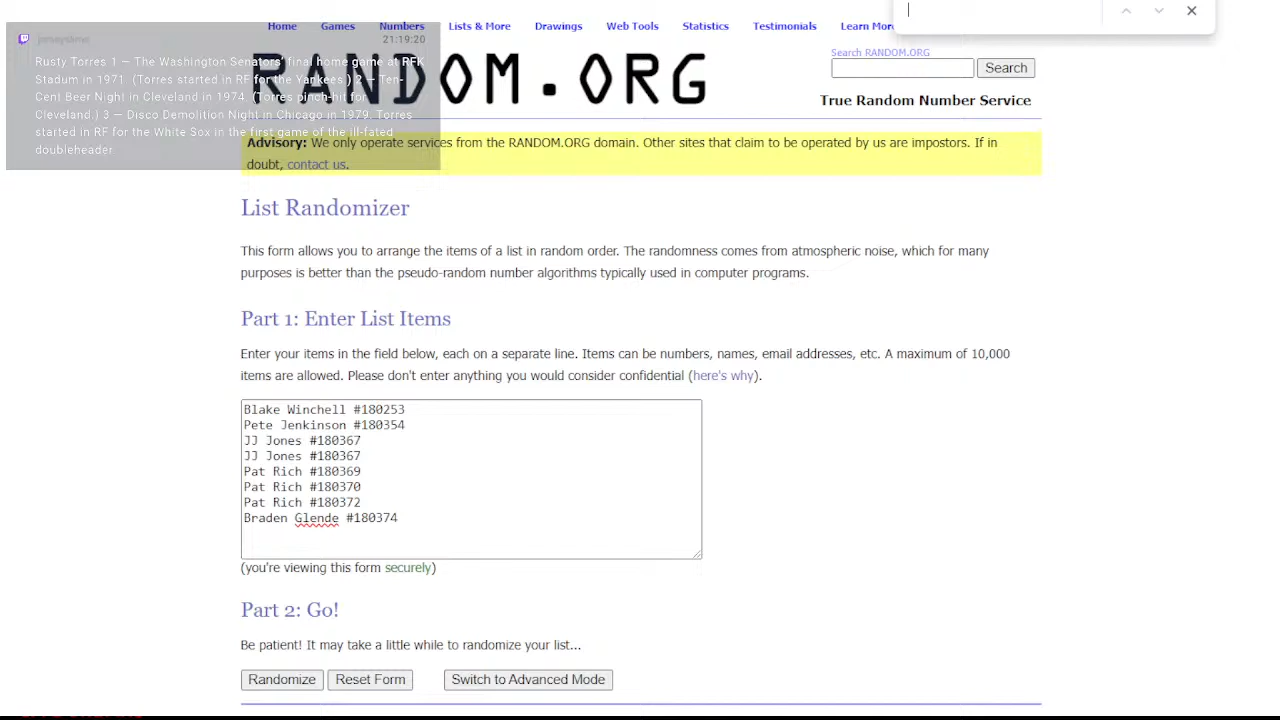 Home Games Numbers Lists & More Drawings Web Tools Statistics Testimonials Learn More
21:19:20
Rusty Torres 1 — The Washington Senators' final home game at RFK
Stadum in 1971. (Torres started in RF for the Yankees.) 2 — Ten-
Cent Beer Night in Cleveland in 1974. (Torres pinch-hit for
Cleveland.) 3 — Disco Demolition Night in Chicago in 1979. Torres
started in RF for the White Sox in the first game of the ill-fated
doubleheader
RANDOM.ORG
Search RANDOM.ORG
Search
True Random Number Service
Advisory: We only operate services from the RANDOM.ORG domain. Other sites that claim to be operated by us are impostors. If in
doubt, contact us.
List Randomizer
This form allows you to arrange the items of a list in random order. The randomness comes from atmospheric noise, which for many
purposes is better than the pseudo-random number algorithms typically used in computer programs.
Part 1: Enter List Items
Enter your items in the field below, each on a separate line. Items can be numbers, names, email addresses, etc. A maximum of 10,000
items are allowed. Please don't enter anything you would consider confidential (here's why).
Blake Winchell #180253
Pete Jenkinson #180354
JJ Jones #180367
JJ Jones #180367
Pat Rich #180369
Pat Rich #180370
Pat Rich #180372
Braden Glende #180374
(you're viewing this form securely)
Part 2: Go!
Be patient! It may take a little while to randomize your list...
Randomize Reset Form Switch to Advanced Mode